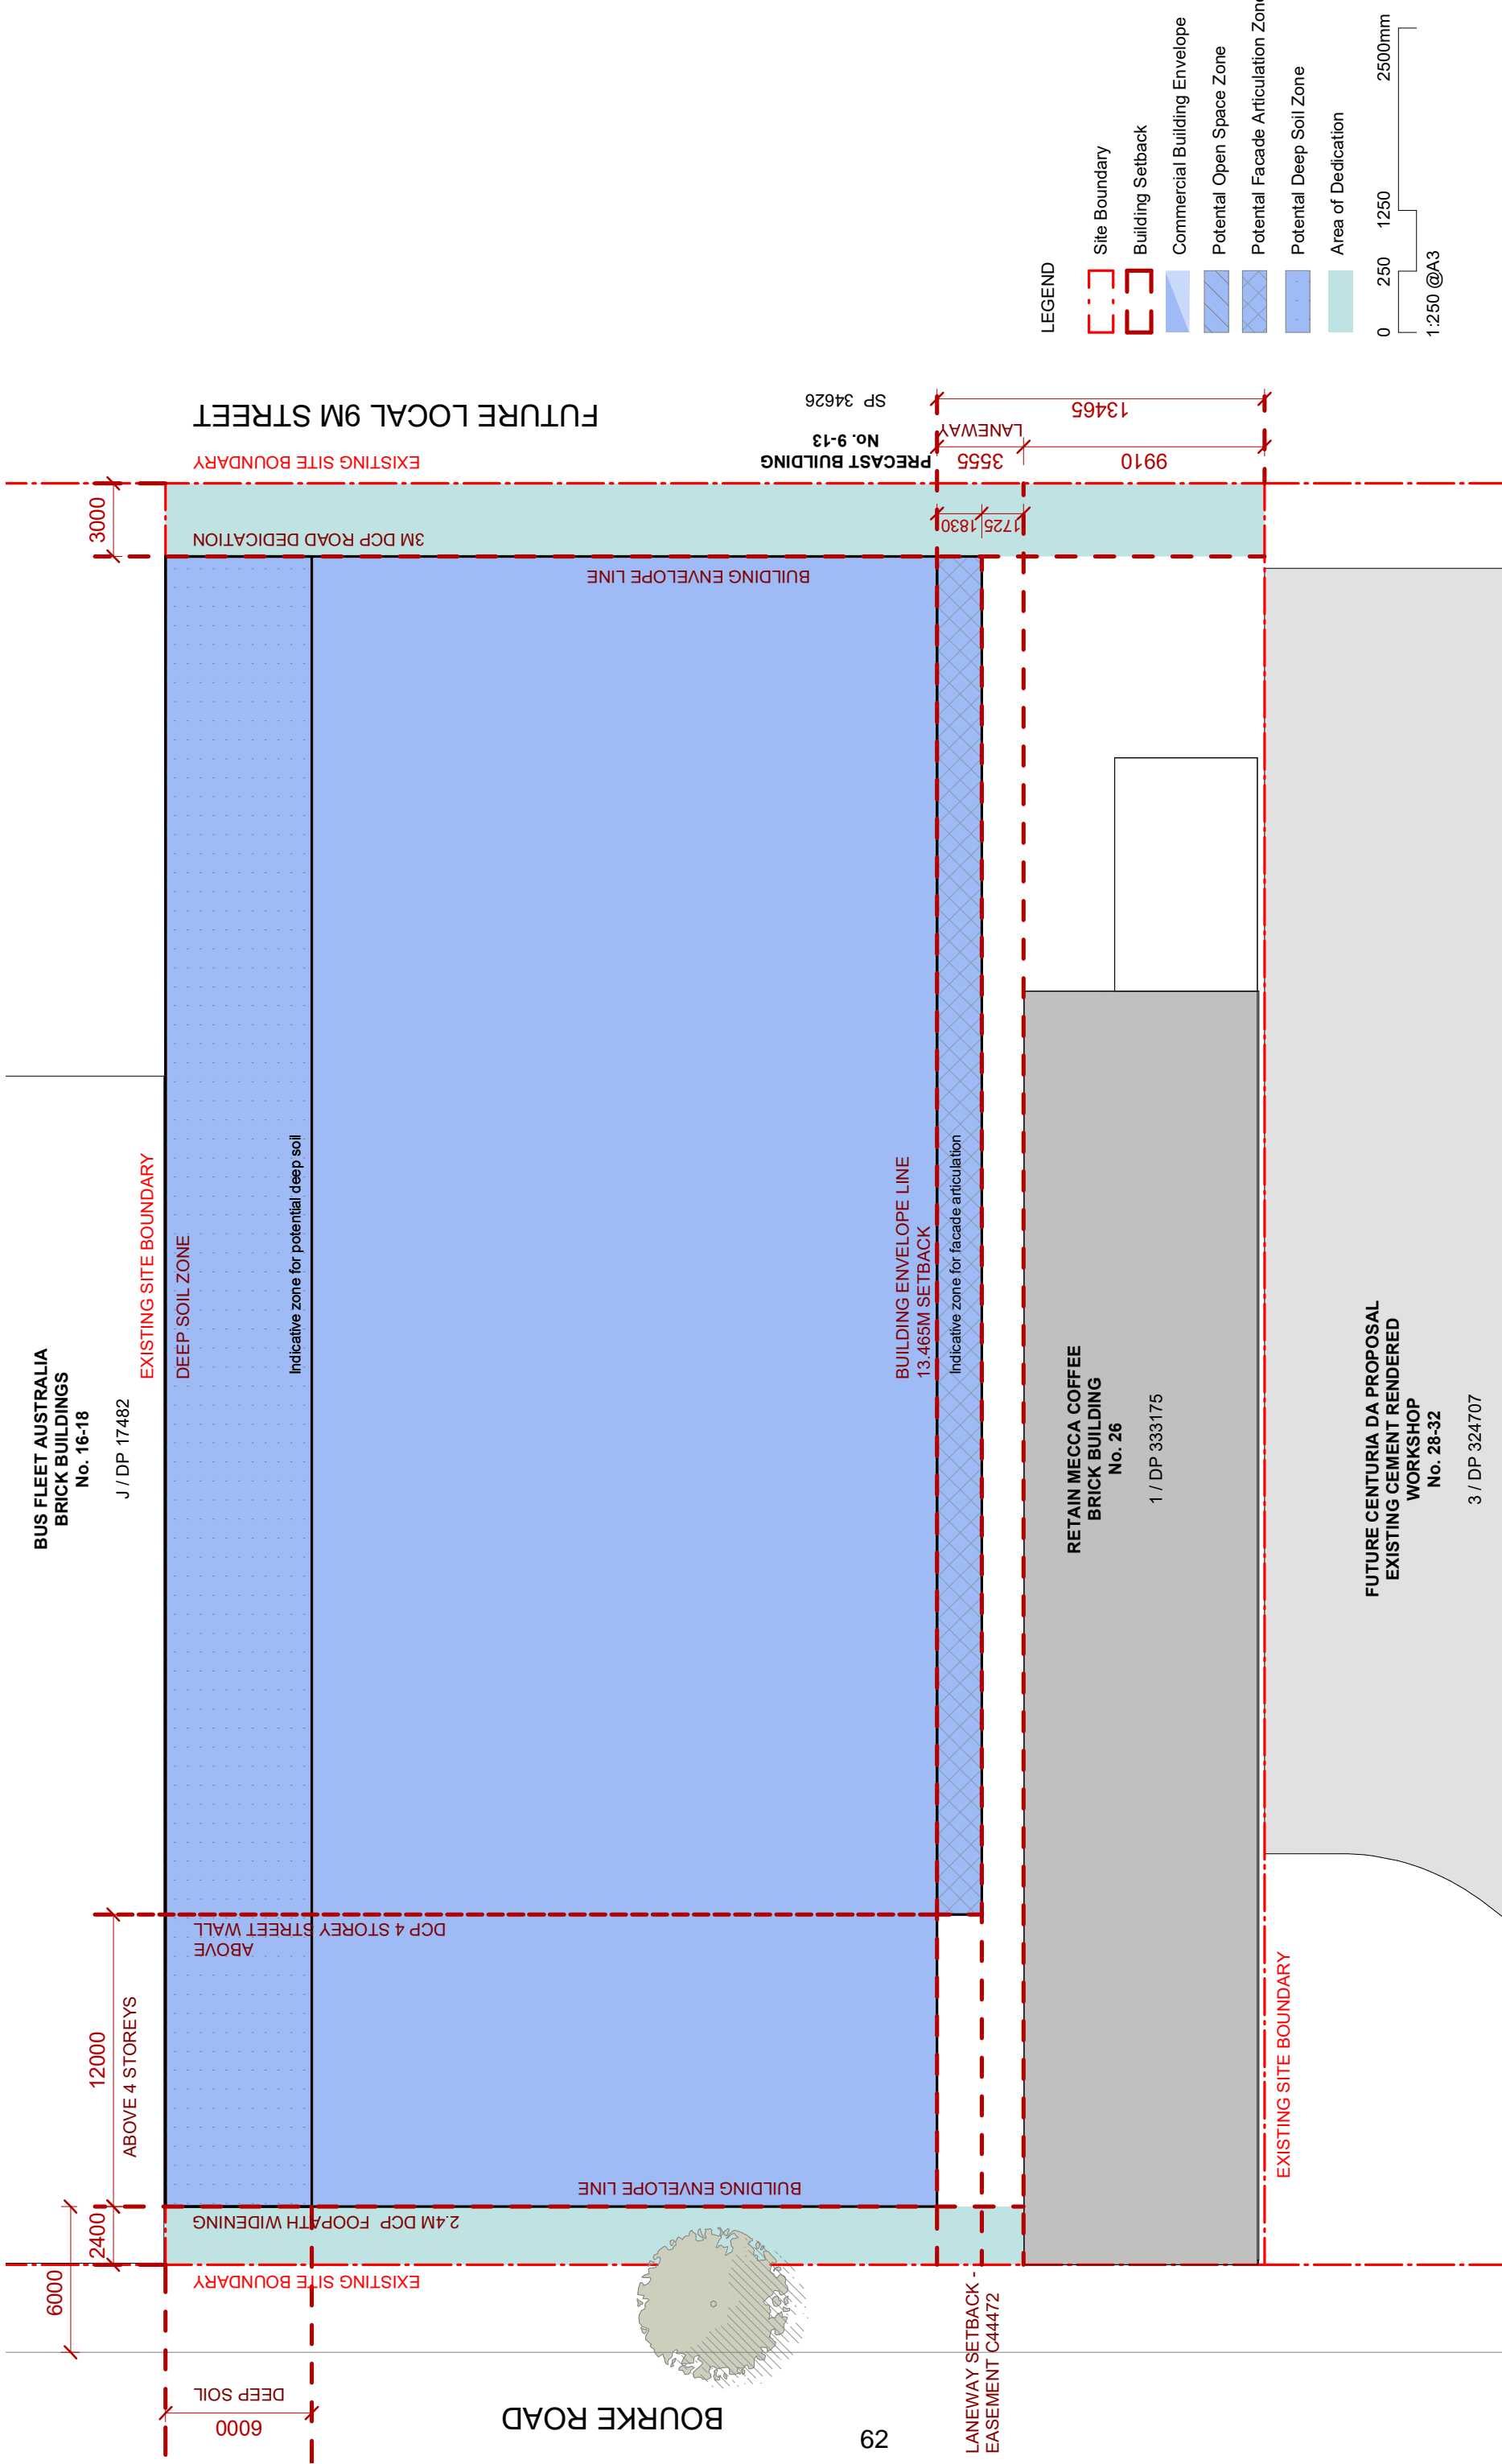 BUS FLEET AUSTRALIA
BRICK BUILDINGS
No. 16-18
J / DP 17482
EXISTING SITE BOUNDARY
DEEP SOIL ZONE
Indicative zone for potential deep soil
6000
2400
12000
ABOVE 4 STOREYS
3000
DEEP SOIL
6000
EXISTING SITE BOUNDARY
2.4M DCP FOOPATH WIDENING
BUILDING ENVELOPE LINE
DCP 4 STOREY STREET WALL
ABOVE
BUILDING ENVELOPE LINE
3M DCP ROAD DEDICATION
EXISTING SITE BOUNDARY
FUTURE LOCAL 9M STREET
BOURKE ROAD
62
BUILDING ENVELOPE LINE
13.465M SETBACK
Indicative zone for facade articulation
LANEWAY SETBACK -
EASEMENT C44472
PRECAST BUILDING
No. 9-13
SP 34626
LANEWAY
3555
1830
1725
9910
13465
RETAIN MECCA COFFEE
BRICK BUILDING
No. 26
1 / DP 333175
EXISTING SITE BOUNDARY
FUTURE CENTURIA DA PROPOSAL
EXISTING CEMENT RENDERED
WORKSHOP
No. 28-32
3 / DP 324707
LEGEND
Site Boundary
Building Setback
Commercial Building Envelope
Potental Open Space Zone
Potental Facade Articulation Zone
Potental Deep Soil Zone
Area of Dedication
0 250 1250 2500mm
1:250 @A3